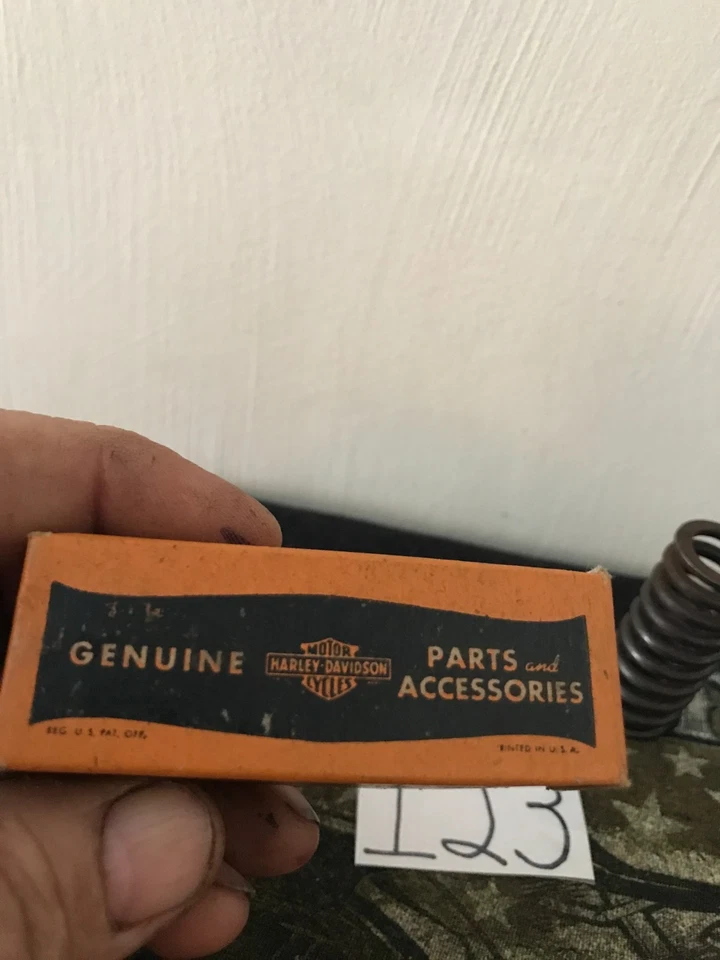 GENUINE
MOTOR
HARLEY-DAVIDSON
CYCLES
PARTS and
ACCESSORIES
REG. U.S. PAT. OFF.
PRINTED IN U.S.A.
123